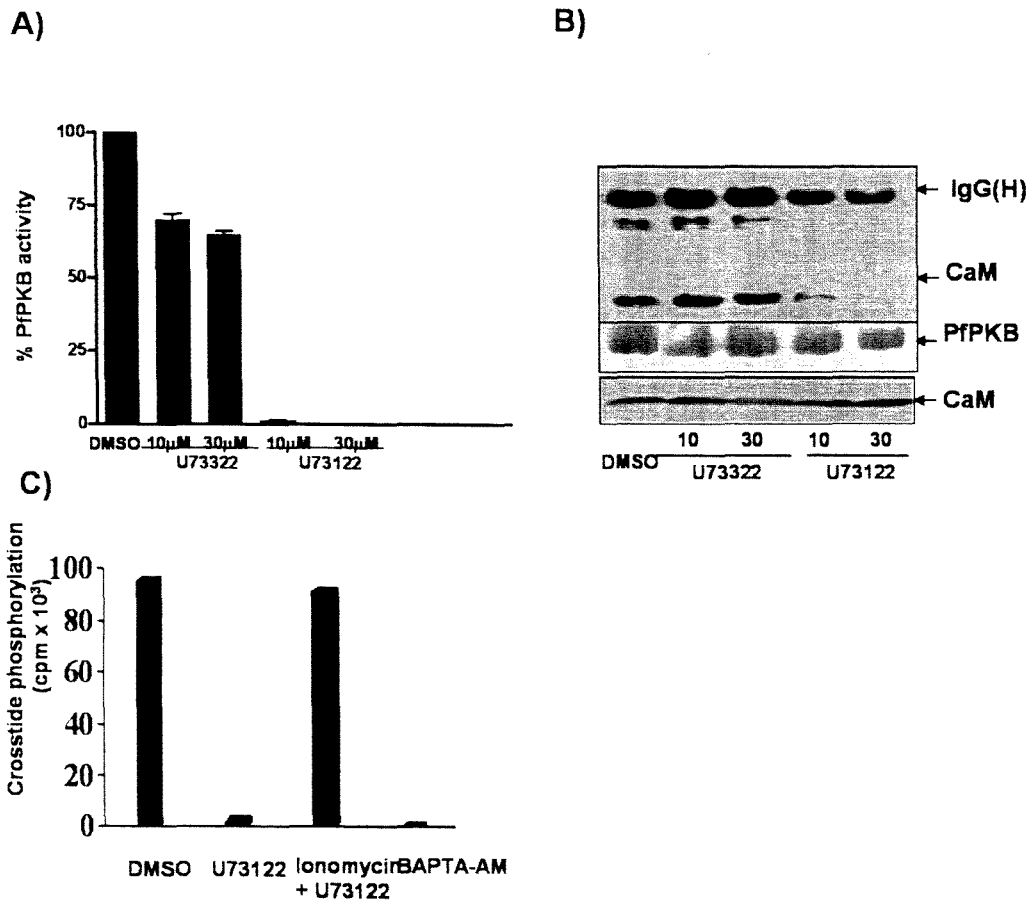 A)
100
75
50
25
0
% PfPKB activity
DMSO 10µM 30µM 10µM 30µM
U73322 U73122
B)
IgG(H)
CaM
PfPKB
CaM
10 30 10 30
DMSO U73322 U73122
C)
100
80
60
40
20
0
Crosstide phosphorylation
(cpm x 10³)
DMSO U73122 Ionomycin BAPTA-AM
+ U73122